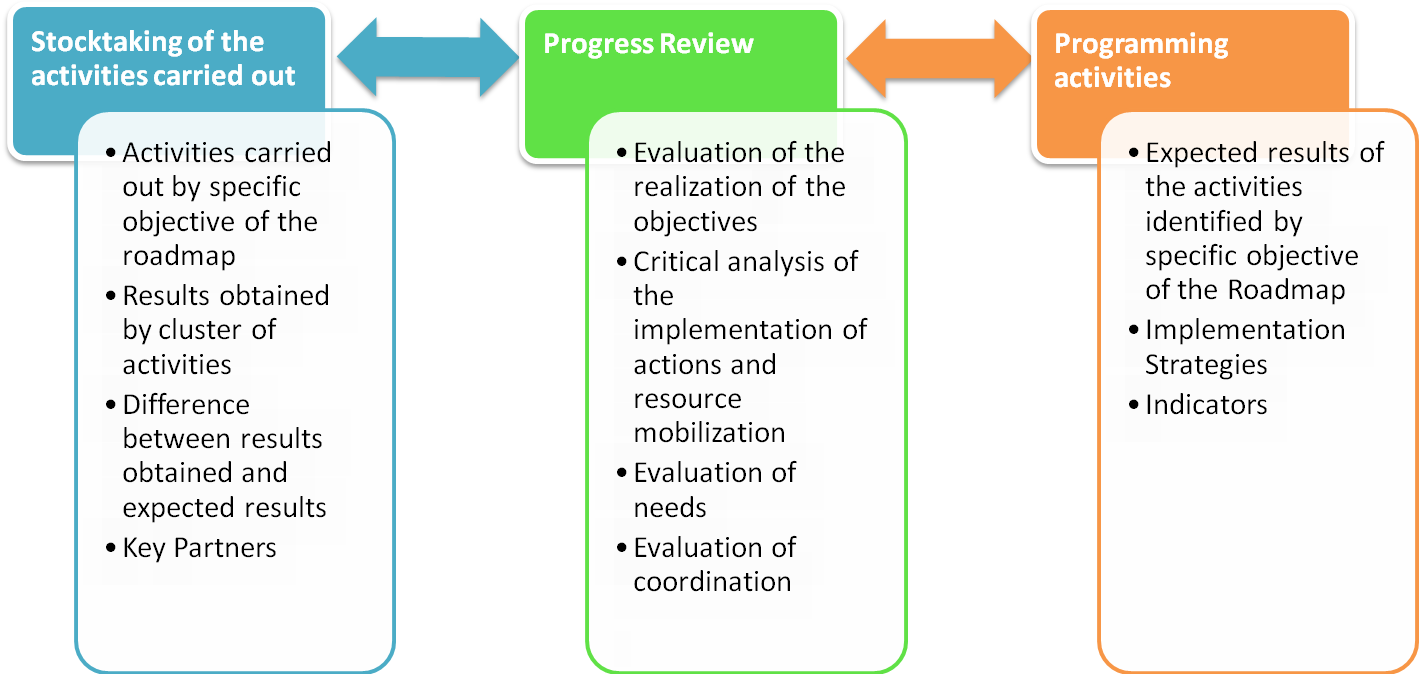 Stocktaking of the
activities carried out
• Activities carried
out by specific
objective of the
roadmap
• Results obtained
by cluster of
activities
• Difference
between results
obtained and
expected results
• Key Partners
Progress Review
• Evaluation of the
realization of the
objectives
• Critical analysis of
the
implementation of
actions and
resource
mobilization
• Evaluation of
needs
• Evaluation of
coordination
Programming
activities
• Expected results of
the activities
identified by
specific objective
of the Roadmap
• Implementation
Strategies
• Indicators